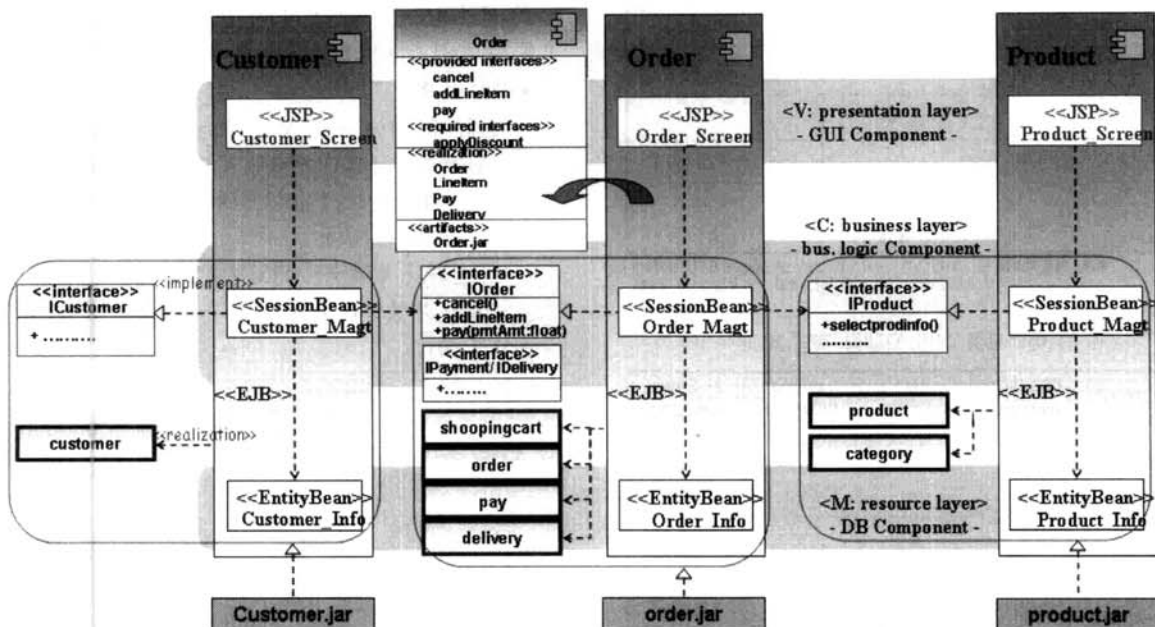 Customer
<<JSP>>
Customer_Screen
Order
<<provided interfaces>>
cancel
addLineItem
pay
<<required interfaces>>
applyDiscount
<<realization>>
Order
LineItem
Pay
Delivery
<<artifacts>>
Order.jar
Order
<<JSP>>
Order_Screen
<V: presentation layer>
- GUI Component -
Product
<<JSP>>
Product_Screen
<C: business layer>
- bus. logic Component -
<<interface>>
ICustomer
+ .........
<<implement>>
<<SessionBean>>
Customer_Magt
<<interface>>
IOrder
+cancel()
+addLineItem
+pay(pmtAmt:float)
<<SessionBean>>
Order_Magt
<<interface>>
IProduct
+selectprodinfo()
..........
<<SessionBean>>
Product_Magt
<<interface>>
IPayment/ IDelivery
+.........
<<EJB>>
<<EJB>>
<<EJB>>
customer
<<realization>>
shoopingcart
order
pay
delivery
product
category
<<EntityBean>>
Customer_Info
<<EntityBean>>
Order_Info
<M: resource layer>
- DB Component -
<<EntityBean>>
Product_Info
Customer.jar
order.jar
product.jar